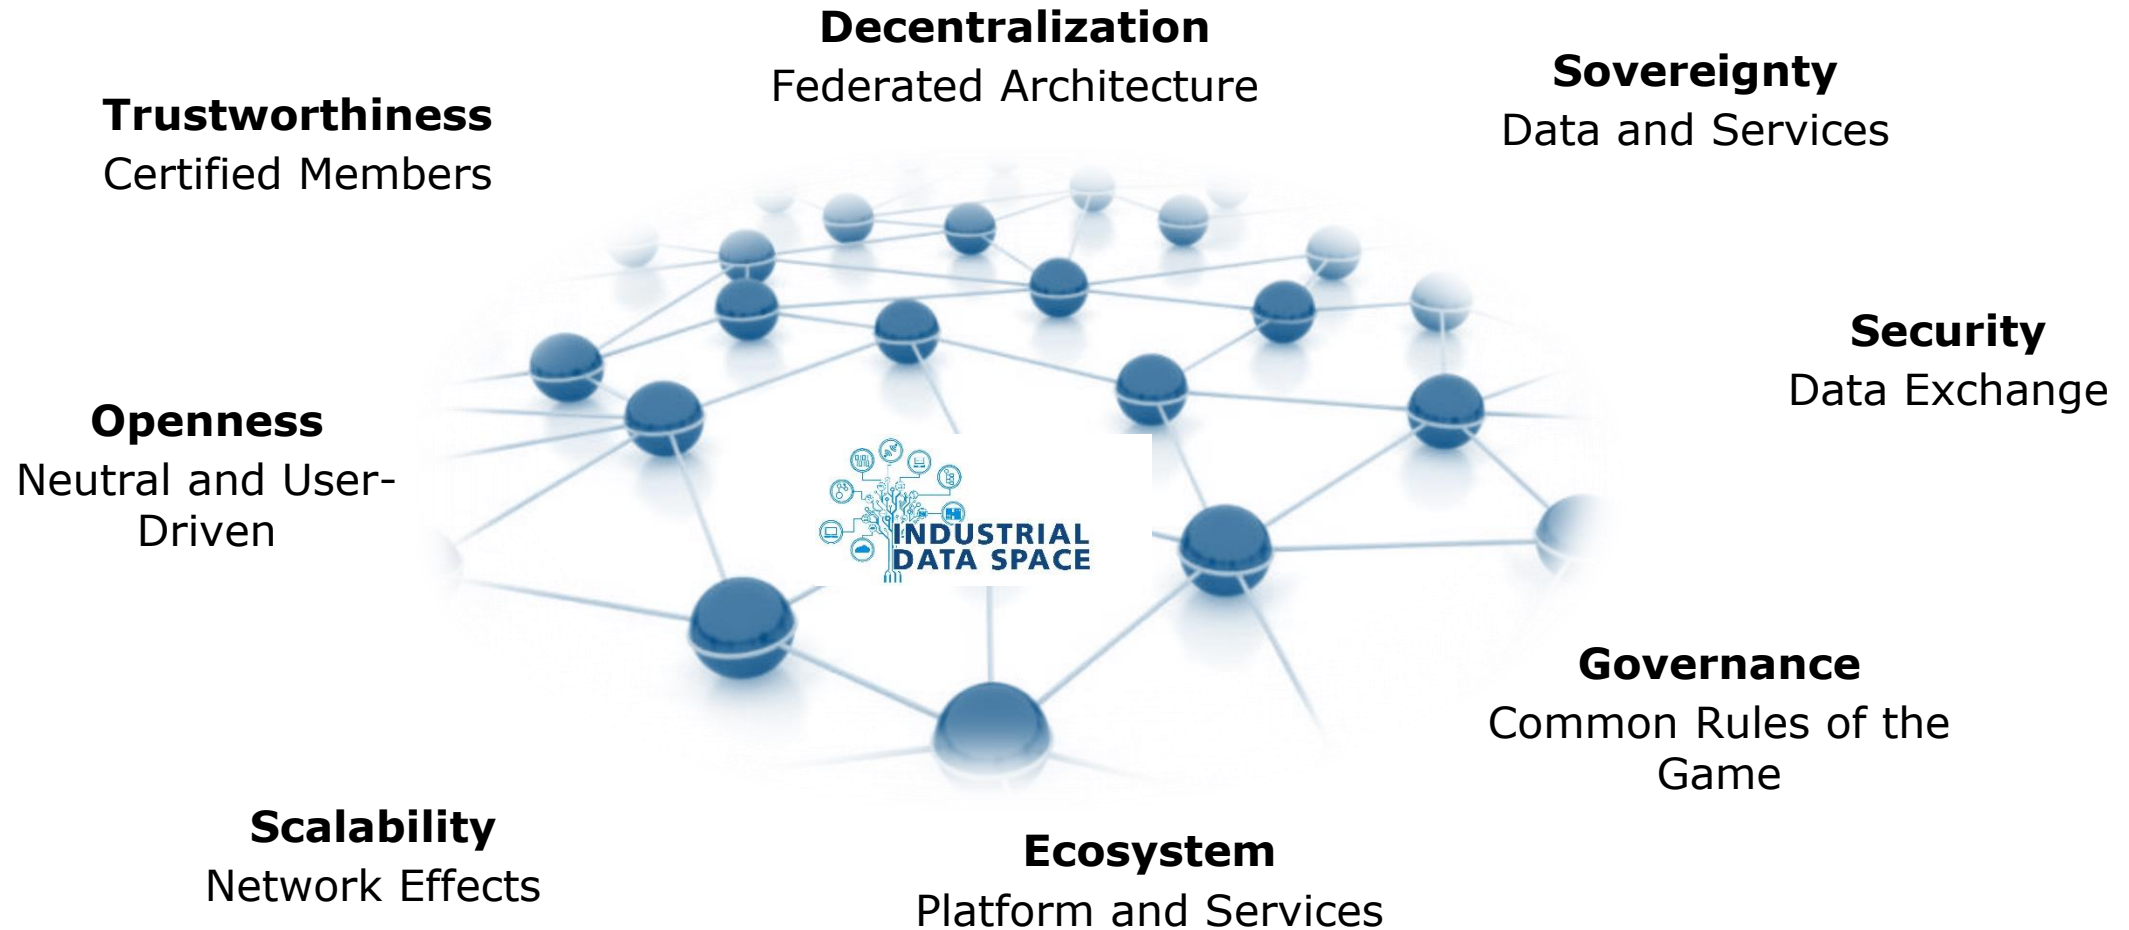 Decentralization
Federated Architecture
Sovereignty
Data and Services
Trustworthiness
Certified Members
Security
Data Exchange
Openness
Neutral and User-
Driven
INDUSTRIAL
DATA SPACE
Governance
Common Rules of the
Game
Scalability
Network Effects
Ecosystem
Platform and Services